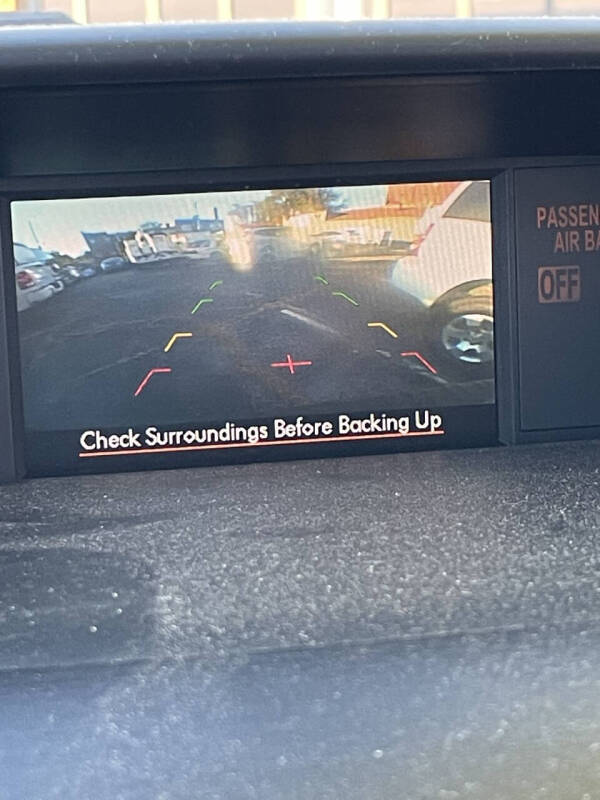 Check Surroundings Before Backing Up
PASSEN
AIR BA
OFF